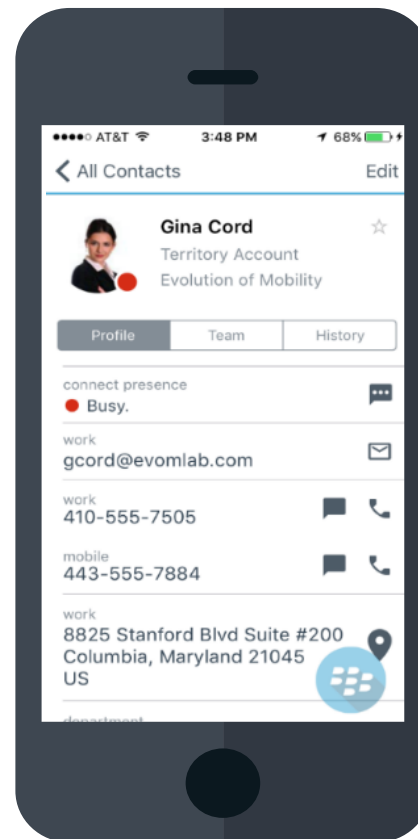 AT&T 3:48 PM 68%
All Contacts Edit
Gina Cord
Territory Account
Evolution of Mobility
Profile Team History
connect presence
Busy.
work
gcord@evomlab.com
work
410-555-7505
mobile
443-555-7884
work
8825 Stanford Blvd Suite #200
Columbia, Maryland 21045
US
department